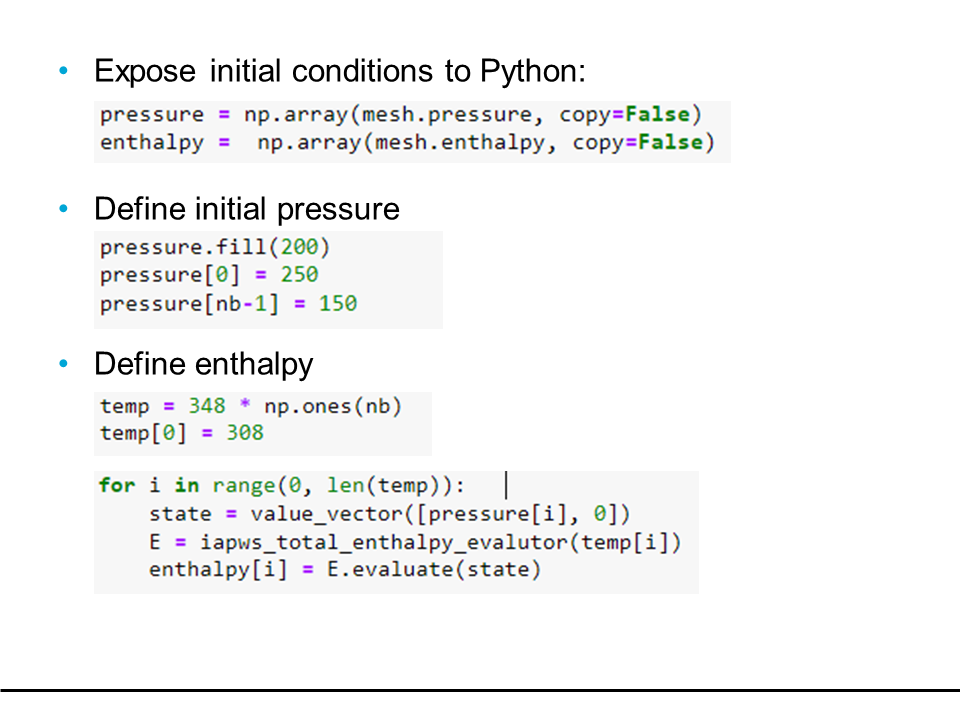 • Expose initial conditions to Python:
pressure = np.array(mesh.pressure, copy=False)
enthalpy =  np.array(mesh.enthalpy, copy=False)
• Define initial pressure
pressure.fill(200)
pressure[0] = 250
pressure[nb-1] = 150
• Define enthalpy
temp = 348 * np.ones(nb)
temp[0] = 308
for i in range(0, len(temp)):
    state = value_vector([pressure[i], 0])
    E = iapws_total_enthalpy_evalutor(temp[i])
    enthalpy[i] = E.evaluate(state)